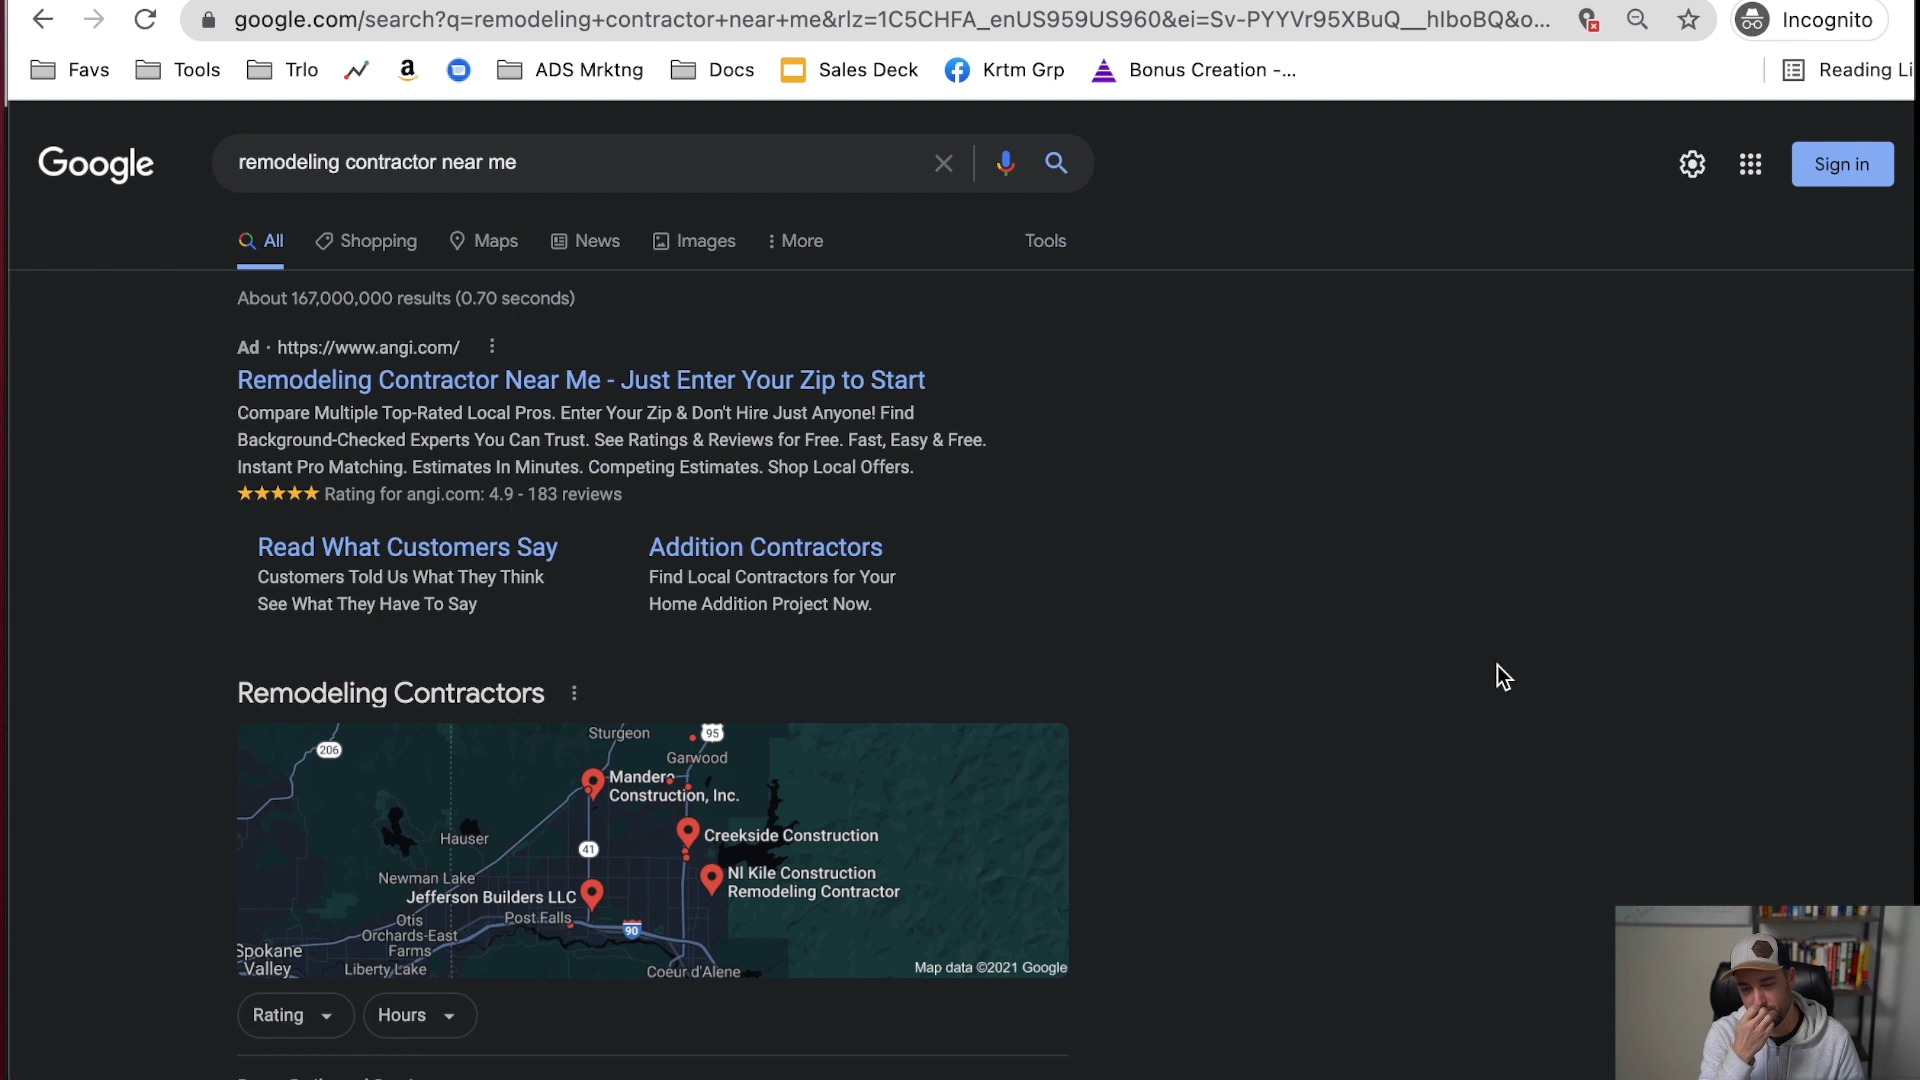 google.com/search?q=remodeling+contractor+near+me&rlz=1C5CHFA_enUS959US960&ei=Sv-PYYVr95XBuQ__hIboBQ&o...
Incognito
Favs
Tools
Trlo
ADS Mrktng
Docs
Sales Deck
Krtm Grp
Bonus Creation -...
Reading Li
Google
remodeling contractor near me
Sign in
All
Shopping
Maps
News
Images
More
Tools
About 167,000,000 results (0.70 seconds)
Ad · https://www.angi.com/
Remodeling Contractor Near Me - Just Enter Your Zip to Start
Compare Multiple Top-Rated Local Pros. Enter Your Zip & Don't Hire Just Anyone! Find
Background-Checked Experts You Can Trust. See Ratings & Reviews for Free. Fast, Easy & Free.
Instant Pro Matching. Estimates In Minutes. Competing Estimates. Shop Local Offers.
★★★★★ Rating for angi.com: 4.9 - 183 reviews
Read What Customers Say
Customers Told Us What They Think
See What They Have To Say
Addition Contractors
Find Local Contractors for Your
Home Addition Project Now.
Remodeling Contractors
Sturgeon
95
206
Garwood
Mandere
Construction, Inc.
Hauser
41
Creekside Construction
Newman Lake
Nl Kile Construction
Remodeling Contractor
Jefferson Builders LLC
Otis
Orchards-East
Farms
Post Falls
90
Spokane
Valley
Liberty Lake
Coeur d'Alene
Map data ©2021 Google
Rating
Hours